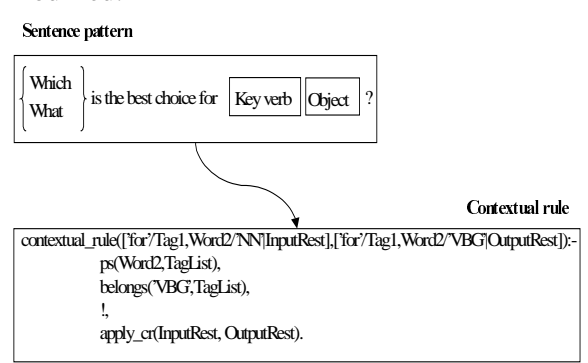 Sentence pattern
Which
What
is the best choice for Key verb Object ?
Contextual rule
contextual_rule(['for'/Tag1,Word2/'NN'|InputRest],['for'/Tag1,Word2/'VBG'|OutputRest]):-
ps(Word2,TagList),
belongs('VBG',TagList),
!,
apply_cr(InputRest, OutputRest).